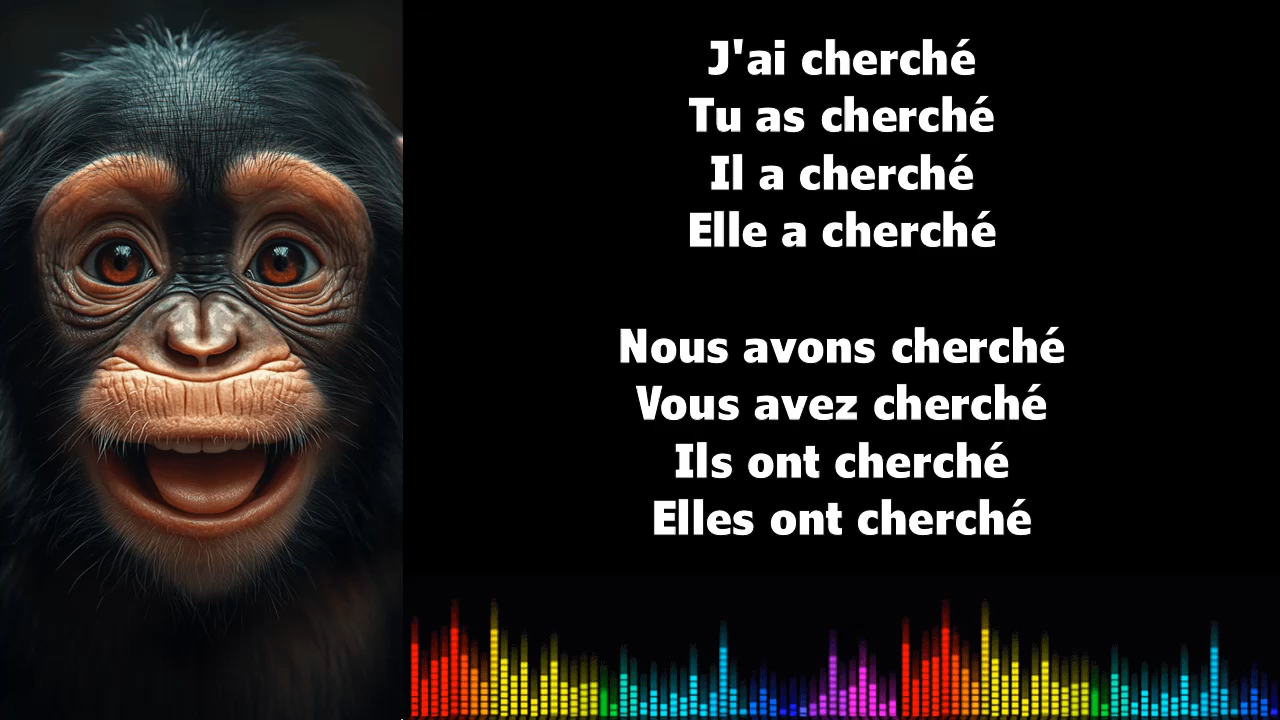 J'ai cherché
Tu as cherché
Il a cherché
Elle a cherché
Nous avons cherché
Vous avez cherché
Ils ont cherché
Elles ont cherché